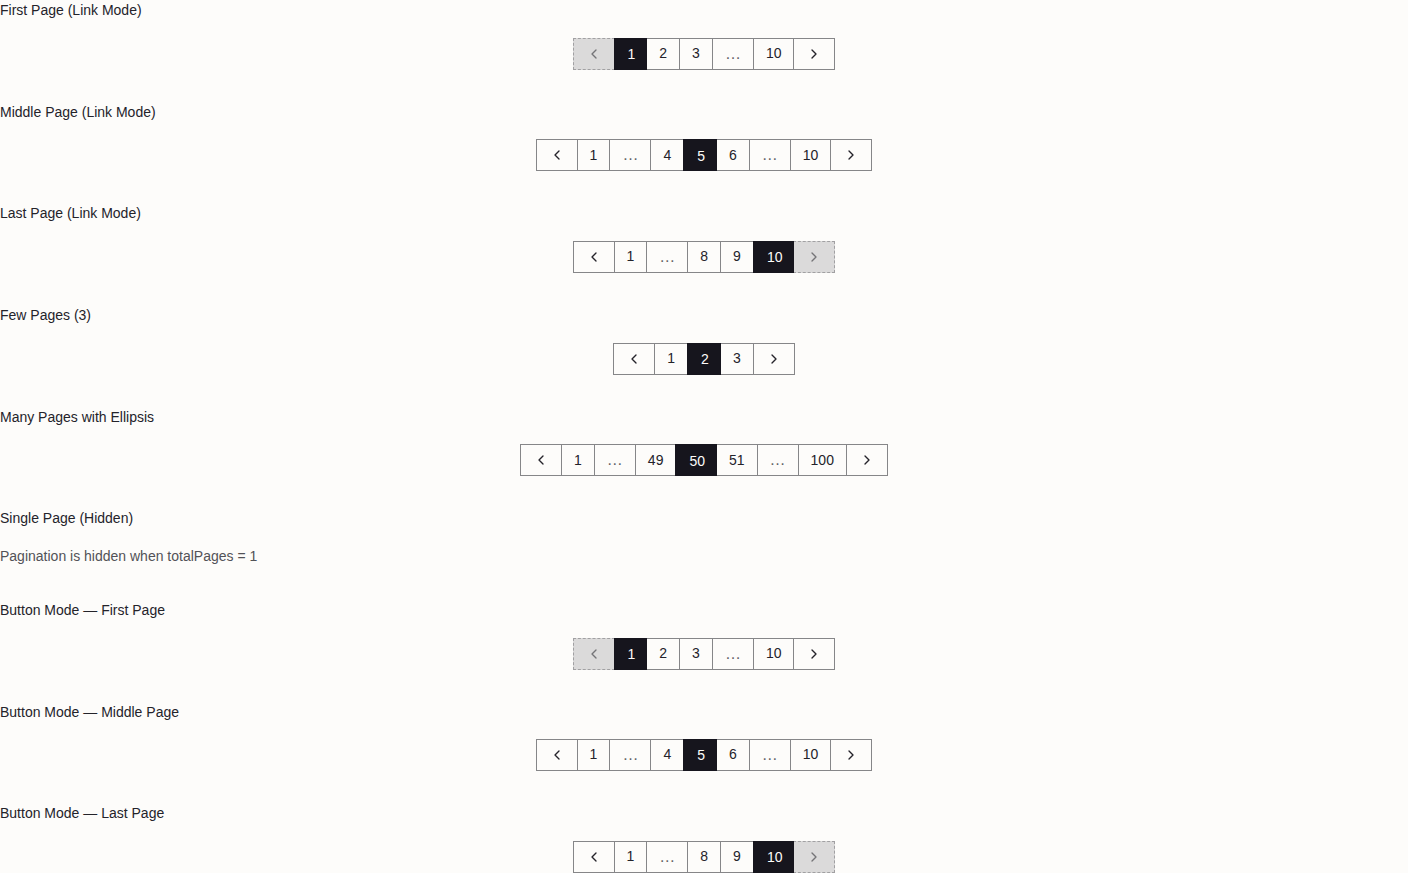 First Page (Link Mode)
1 2 3 ... 10
Middle Page (Link Mode)
1 ... 4 5 6 ... 10
Last Page (Link Mode)
1 ... 8 9 10
Few Pages (3)
1 2 3
Many Pages with Ellipsis
1 ... 49 50 51 ... 100
Single Page (Hidden)
Pagination is hidden when totalPages = 1
Button Mode — First Page
1 2 3 ... 10
Button Mode — Middle Page
1 ... 4 5 6 ... 10
Button Mode — Last Page
1 ... 8 9 10